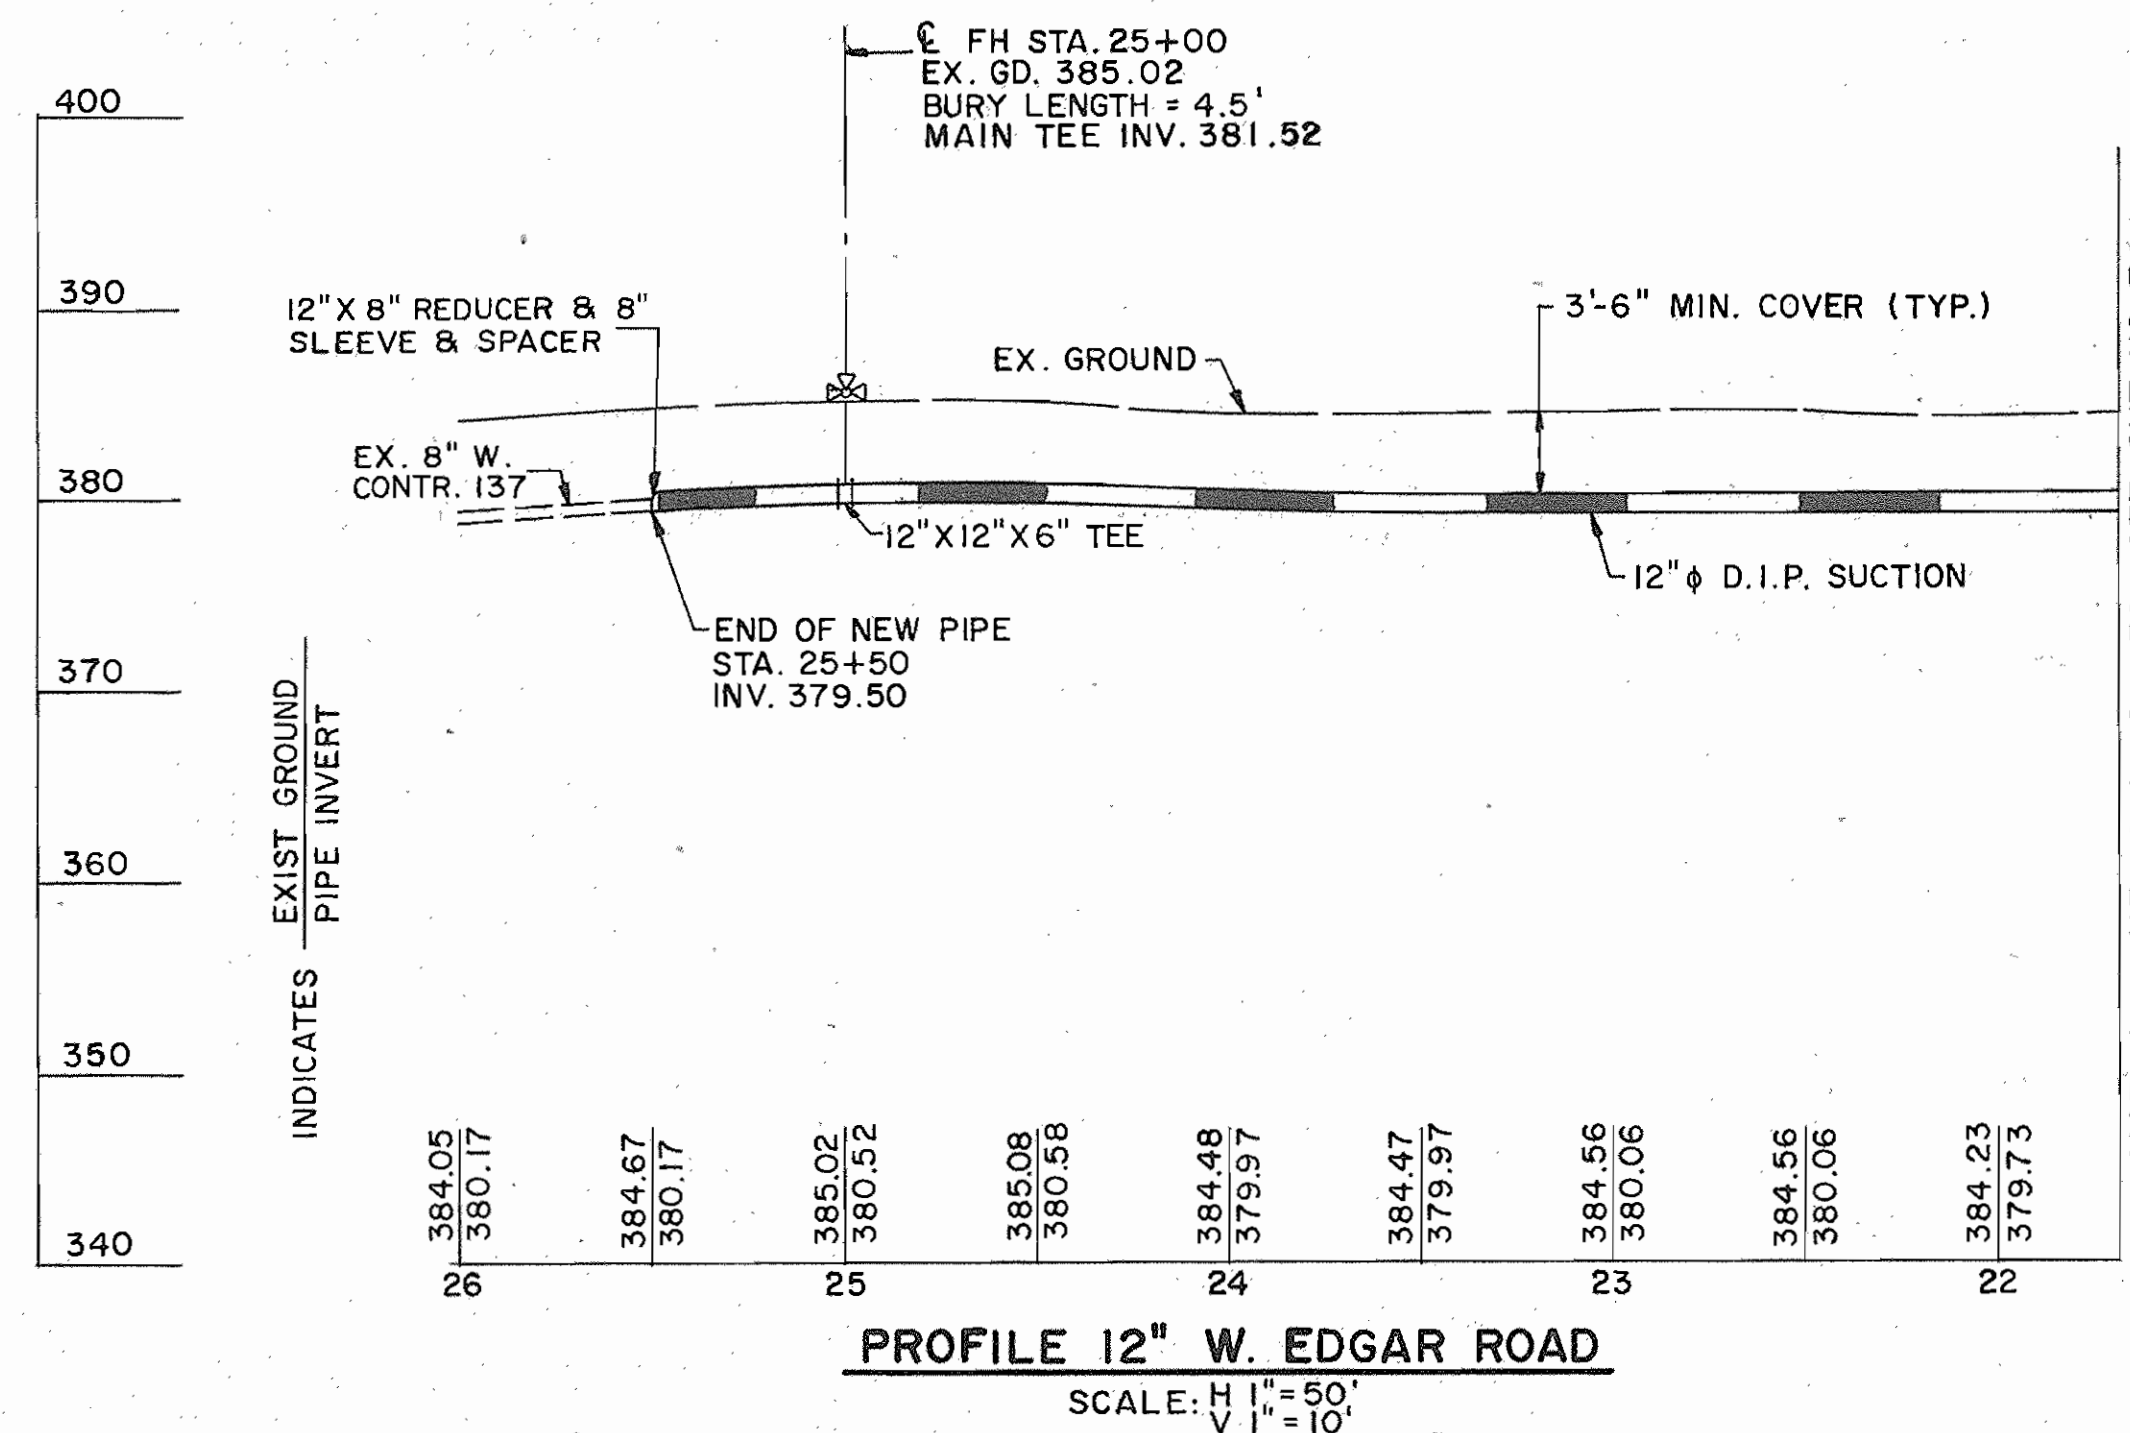 ℄ FH STA. 25+00
EX. GD. 385.02
BURY LENGTH = 4.5'
MAIN TEE INV. 381.52
400
390
380
370
360
350
340
12"X 8" REDUCER & 8"
SLEEVE & SPACER
EX. GROUND
3'-6" MIN. COVER (TYP.)
EX. 8" W.
CONTR. 137
12"X12"X6" TEE
12"ϕ D.I.P. SUCTION
END OF NEW PIPE
STA. 25+50
INV. 379.50
INDICATES
EXIST GROUND
PIPE INVERT
384.05
380.17
384.67
380.17
385.02
380.52
385.08
380.58
384.48
379.97
384.47
379.97
384.56
380.06
384.56
380.06
384.23
379.73
26
25
24
23
22
PROFILE 12" W. EDGAR ROAD
SCALE: H 1"=50'
V 1"=10'